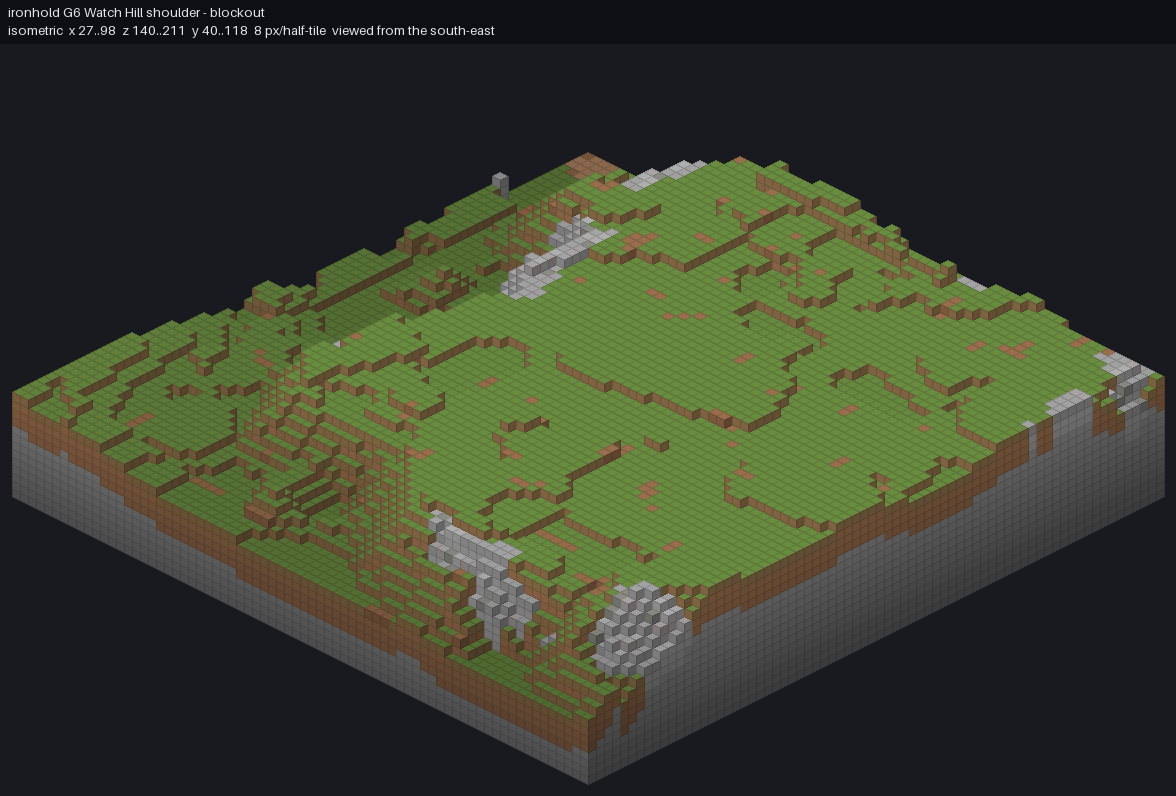 ironhold G6 Watch Hill shoulder - blockout
isometric  x 27..98  z 140..211  y 40..118  8 px/half-tile  viewed from the south-east